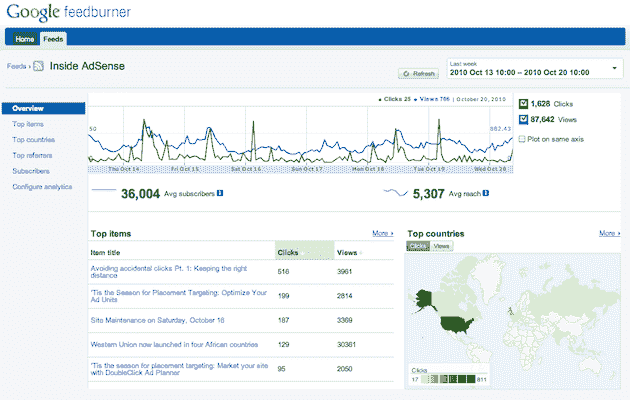 Google feedburner
Home Feeds
Feeds › Inside AdSense
Refresh
Last week
2010 Oct 13 10:00 – 2010 Oct 20 10:00
Overview
Top items
Top countries
Top referrers
Subscribers
Configure analytics
Clicks 25 Views 706 | October 20, 2010
50
862.43
Thu Oct 14 Fri Oct 15 Sat Oct 16 Sun Oct 17 Mon Oct 18 Tue Oct 19 Wed Oct 20
1,628 Clicks
87,642 Views
Plot on same axis
36,004 Avg subscribers
5,307 Avg reach
Top items More »
Item title Clicks Views
Avoiding accidental clicks Pt. 1: Keeping the right
distance
516 3961
'Tis the Season for Placement Targeting: Optimize Your
Ad Units
199 2814
Site Maintenance on Saturday, October 16 187 3369
Western Union now launched in four African countries 129 30361
'Tis the season for placement targeting: Market your site
with DoubleClick Ad Planner
95 2050
Top countries More »
Clicks Views
Clicks
17 811